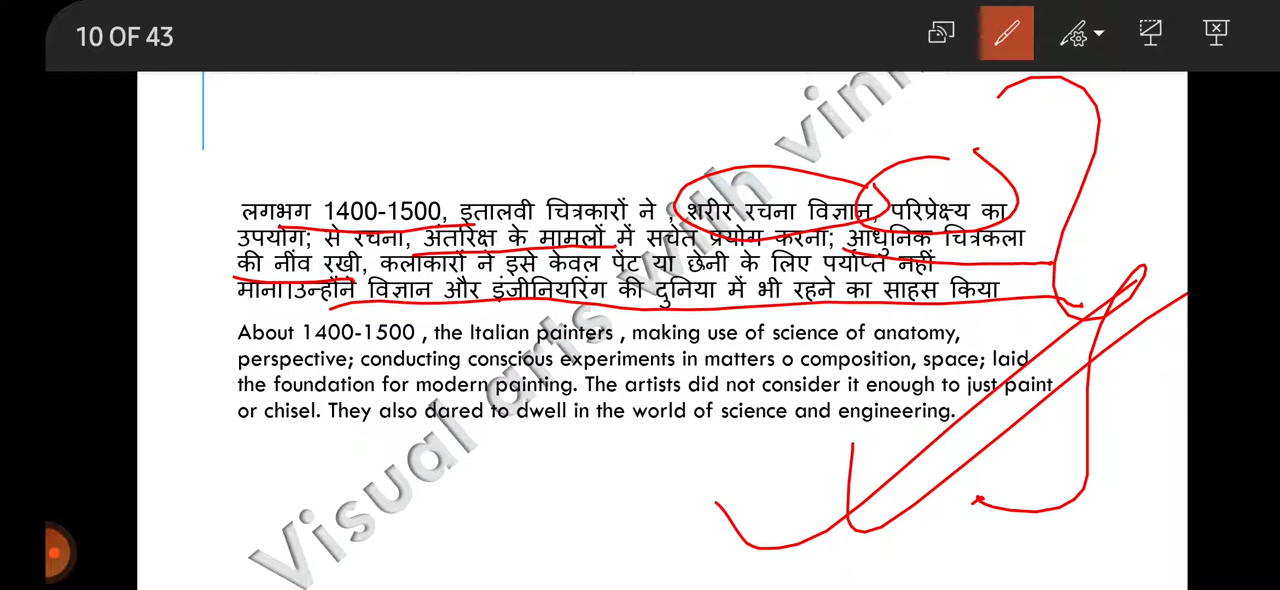 10 OF 43
लगभग 1400-1500, इतालवी चित्रकारों ने , शरीर रचना विज्ञान, परिप्रेक्ष्य का
उपयोग; से रचना, अंतरिक्ष के मामलों में सचेत प्रयोग करना; आधुनिक चित्रकला
की नींव रखी, कलाकारों ने इसे केवल पेंट या छेनी के लिए पर्याप्त नहीं
माना।उन्होंने विज्ञान और इंजीनियरिंग की दुनिया में भी रहने का साहस किया
About 1400-1500 , the Italian painters , making use of science of anatomy,
perspective; conducting conscious experiments in matters o composition, space; laid
the foundation for modern painting. The artists did not consider it enough to just paint
or chisel. They also dared to dwell in the world of science and engineering.
Visual arts with vin